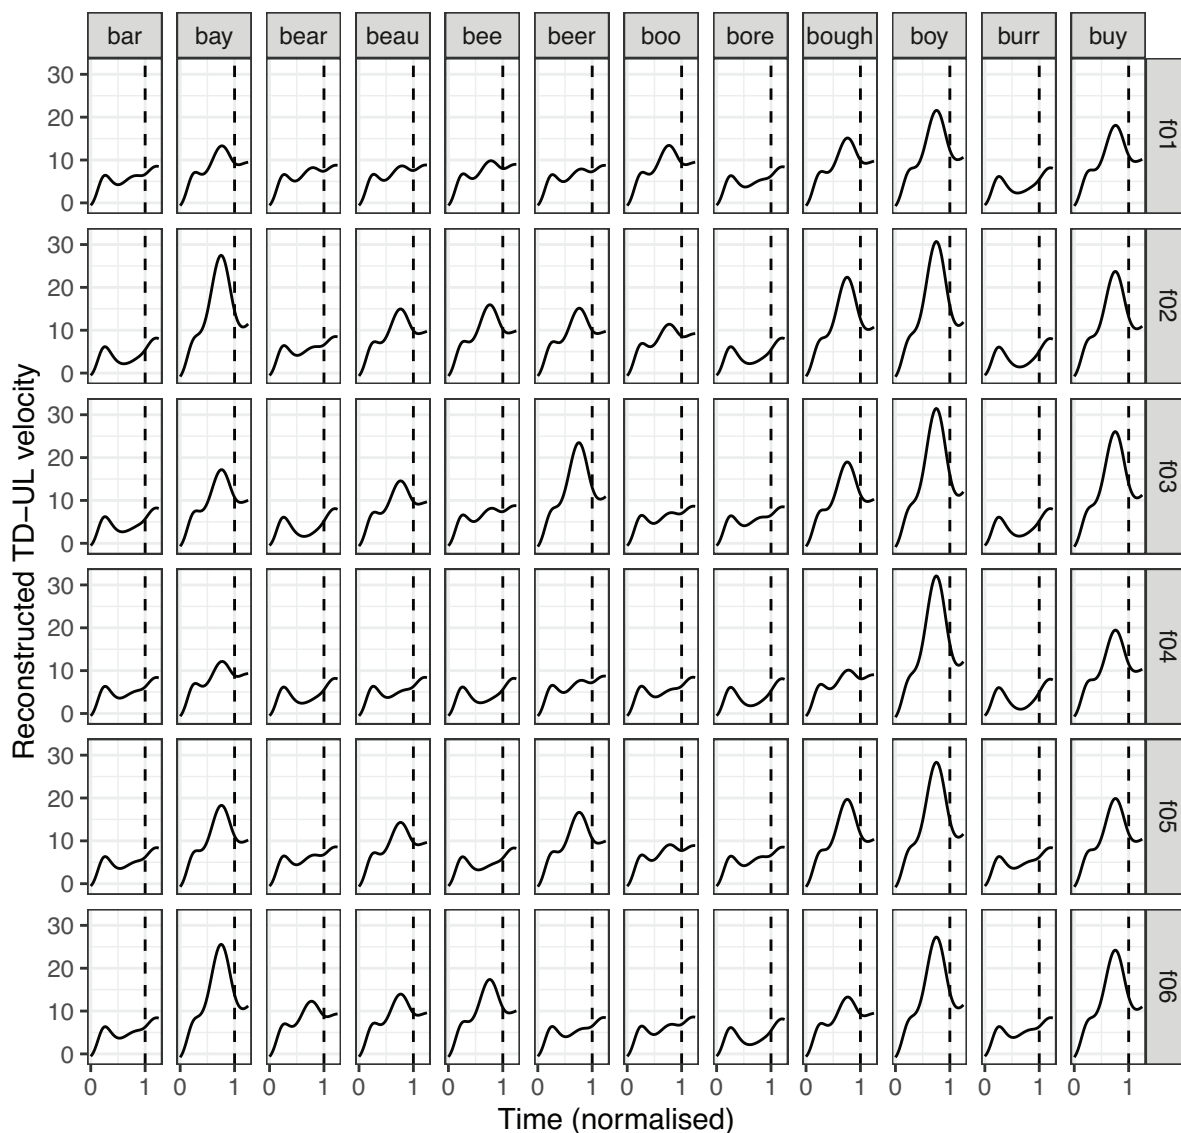 bar bay bear beau bee beer boo bore bough boy burr buy
Reconstructed TD−UL velocity
30
20
10
0
f01
30
20
10
0
f02
30
20
10
0
f03
30
20
10
0
f04
30
20
10
0
f05
30
20
10
0
f06
0 1 0 1 0 1 0 1 0 1 0 1 0 1 0 1 0 1 0 1 0 1 0 1
Time (normalised)